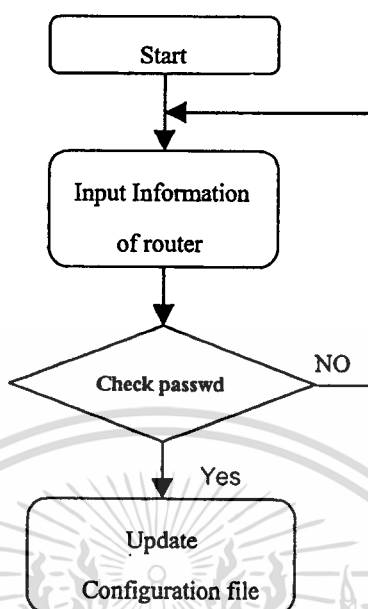 Start
Input Information
of router
Check passwd
NO
Yes
Update
Configuration file